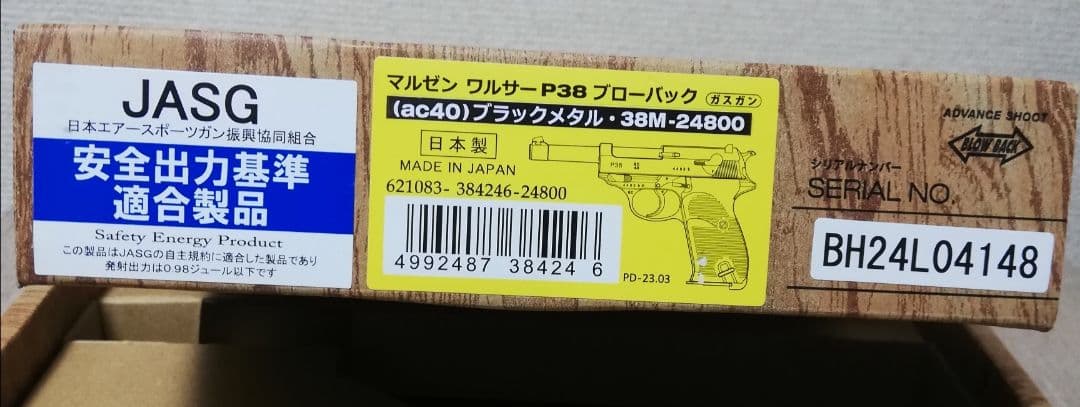 JASG
日本エアースポーツガン振興協同組合
安全出力基準
適合製品
Safety Energy Product
この製品はJASGの自主規約に適合した製品であり
発射出力は0.98ジュール以下です
マルゼン ワルサーP38 ブローバック ガスガン
(ac40)ブラックメタル・38M-24800
日本製
MADE IN JAPAN
621083- 384246-24800
P38
4992487 38424 6
PD-23.03
ADVANCE SHOOT
BLOW BACK
シリアルナンバー
SERIAL NO.
BH24L04148